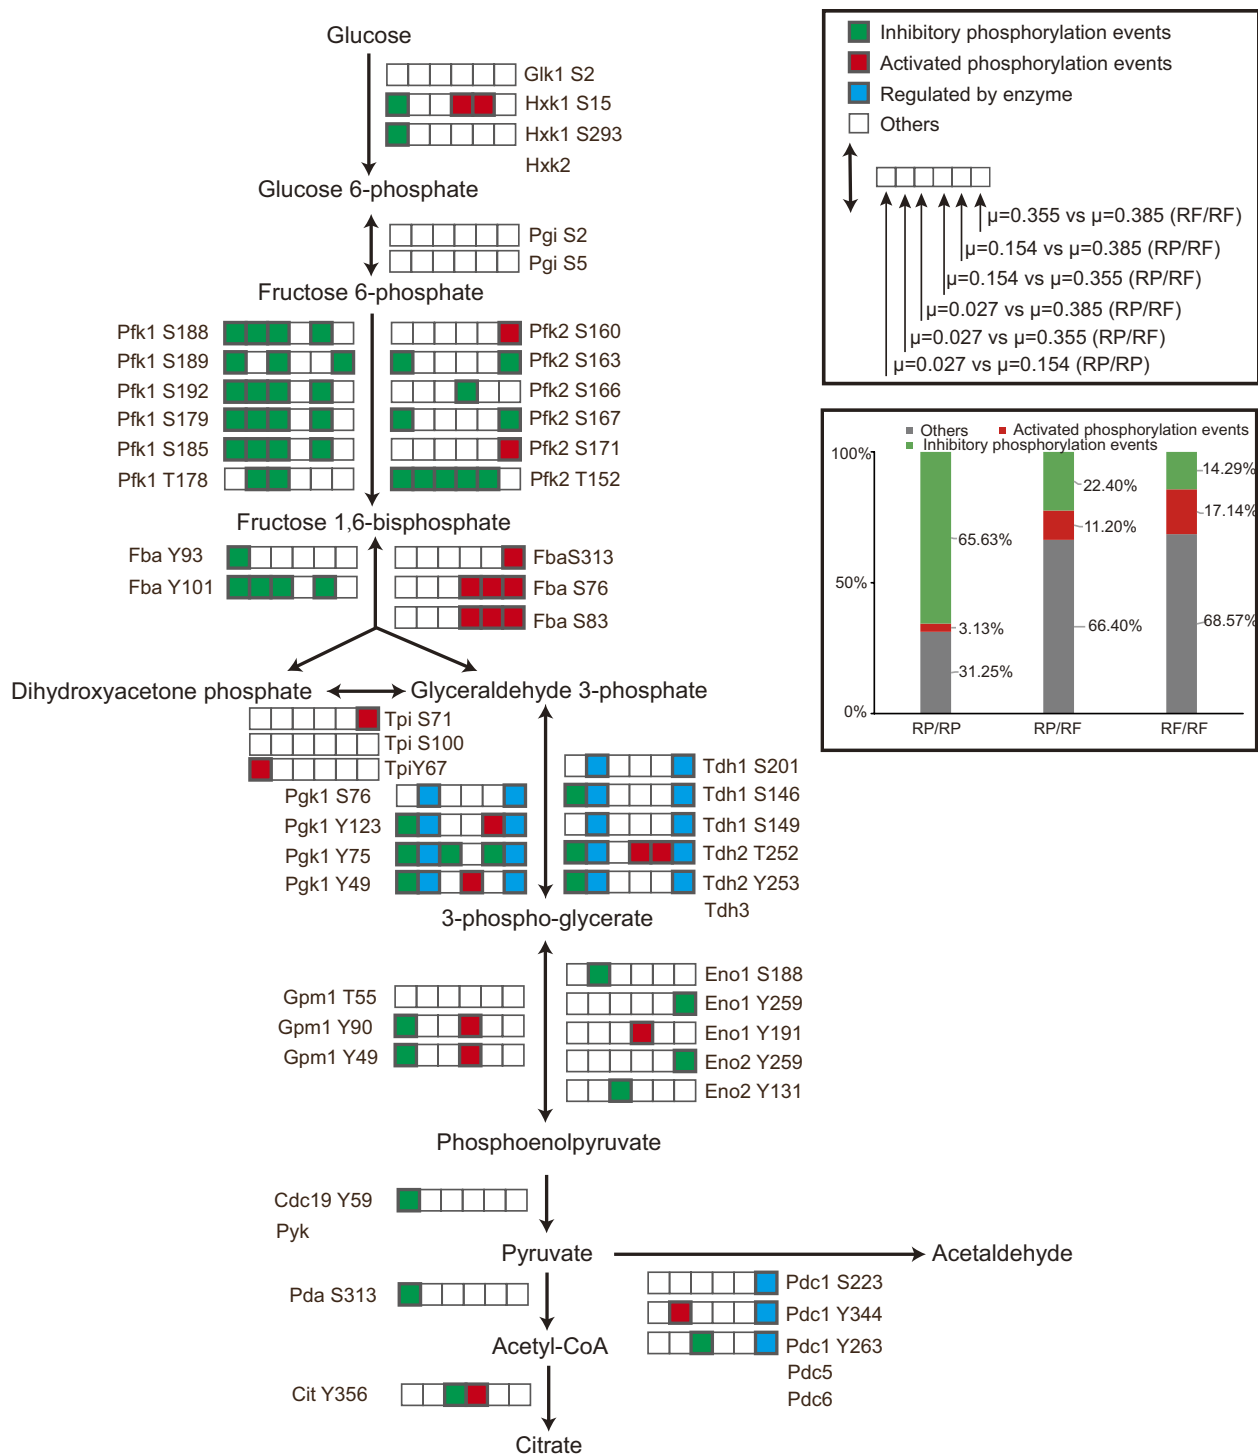 Glucose
Glk1 S2
Hxk1 S15
Hxk1 S293
Hxk2
Glucose 6-phosphate
Pgi S2
Pgi S5
Fructose 6-phosphate
Pfk1 S188
Pfk1 S189
Pfk1 S192
Pfk1 S179
Pfk1 S185
Pfk1 T178
Pfk2 S160
Pfk2 S163
Pfk2 S166
Pfk2 S167
Pfk2 S171
Pfk2 T152
Fructose 1,6-bisphosphate
Fba Y93
Fba Y101
FbaS313
Fba S76
Fba S83
Dihydroxyacetone phosphate
Glyceraldehyde 3-phosphate
Tpi S71
Tpi S100
TpiY67
Pgk1 S76
Pgk1 Y123
Pgk1 Y75
Pgk1 Y49
Tdh1 S201
Tdh1 S146
Tdh1 S149
Tdh2 T252
Tdh2 Y253
Tdh3
3-phospho-glycerate
Gpm1 T55
Gpm1 Y90
Gpm1 Y49
Eno1 S188
Eno1 Y259
Eno1 Y191
Eno2 Y259
Eno2 Y131
Phosphoenolpyruvate
Cdc19 Y59
Pyk
Pyruvate
Acetaldehyde
Pda S313
Pdc1 S223
Pdc1 Y344
Pdc1 Y263
Pdc5
Pdc6
Acetyl-CoA
Cit Y356
Citrate
Inhibitory phosphorylation events
Activated phosphorylation events
Regulated by enzyme
Others
μ=0.355 vs μ=0.385 (RF/RF)
μ=0.154 vs μ=0.385 (RP/RF)
μ=0.154 vs μ=0.355 (RP/RF)
μ=0.027 vs μ=0.385 (RP/RF)
μ=0.027 vs μ=0.355 (RP/RF)
μ=0.027 vs μ=0.154 (RP/RP)
Others
Activated phosphorylation events
Inhibitory phosphorylation events
100%
50%
0%
65.63%
3.13%
31.25%
22.40%
11.20%
66.40%
14.29%
17.14%
68.57%
RP/RP
RP/RF
RF/RF